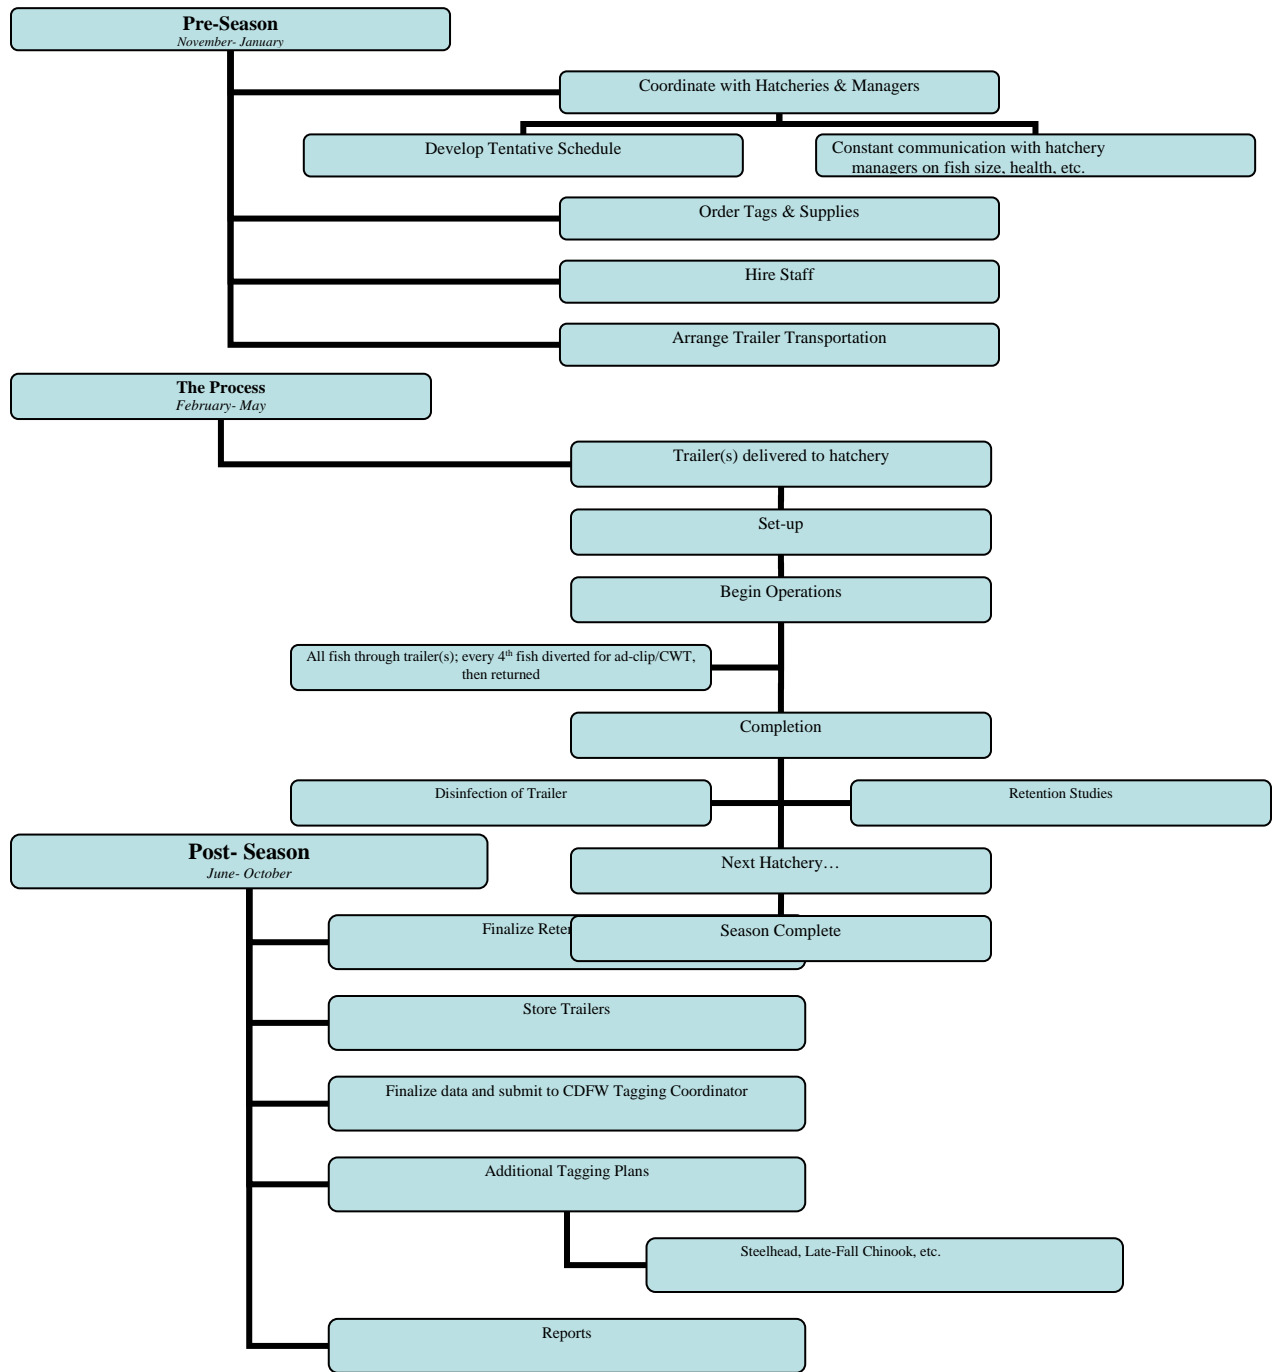 Pre-Season
November- January
Coordinate with Hatcheries & Managers
Develop Tentative Schedule
Constant communication with hatchery
managers on fish size, health, etc.
Order Tags & Supplies
Hire Staff
Arrange Trailer Transportation
The Process
February- May
Trailer(s) delivered to hatchery
Set-up
Begin Operations
All fish through trailer(s); every 4th fish diverted for ad-clip/CWT,
then returned
Completion
Disinfection of Trailer
Retention Studies
Next Hatchery…
Season Complete
Post- Season
June- October
Finalize
Store Trailers
Finalize data and submit to CDFW Tagging Coordinator
Additional Tagging Plans
Steelhead, Late-Fall Chinook, etc.
Reports